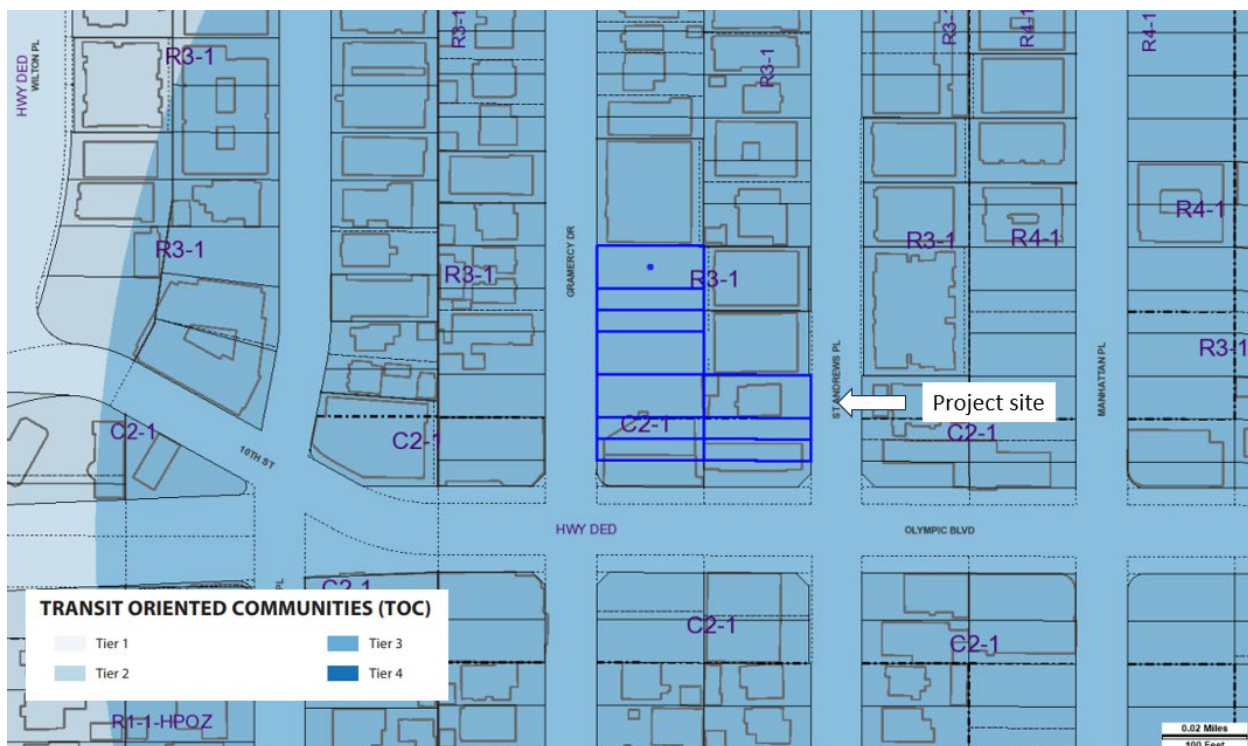 HWY DED
WILTON PL
R3-1
R3-1
R3-1
R3-1
R4-1
R4-1
R3-1
GRAMERCY DR
R3-1
R3-1
R3-1
R4-1
R4-1
ST ANDREWS PL
Project site
MANHATTAN PL
R3-1
C2-1
C2-1
C2-1
C2-1
10TH ST
HWY DED
OLYMPIC BLVD
PL
C2-1
C2-1
C2-1
TRANSIT ORIENTED COMMUNITIES (TOC)
Tier 1
Tier 2
Tier 3
Tier 4
R1-1-HPOZ
0.02 Miles
100 Feet